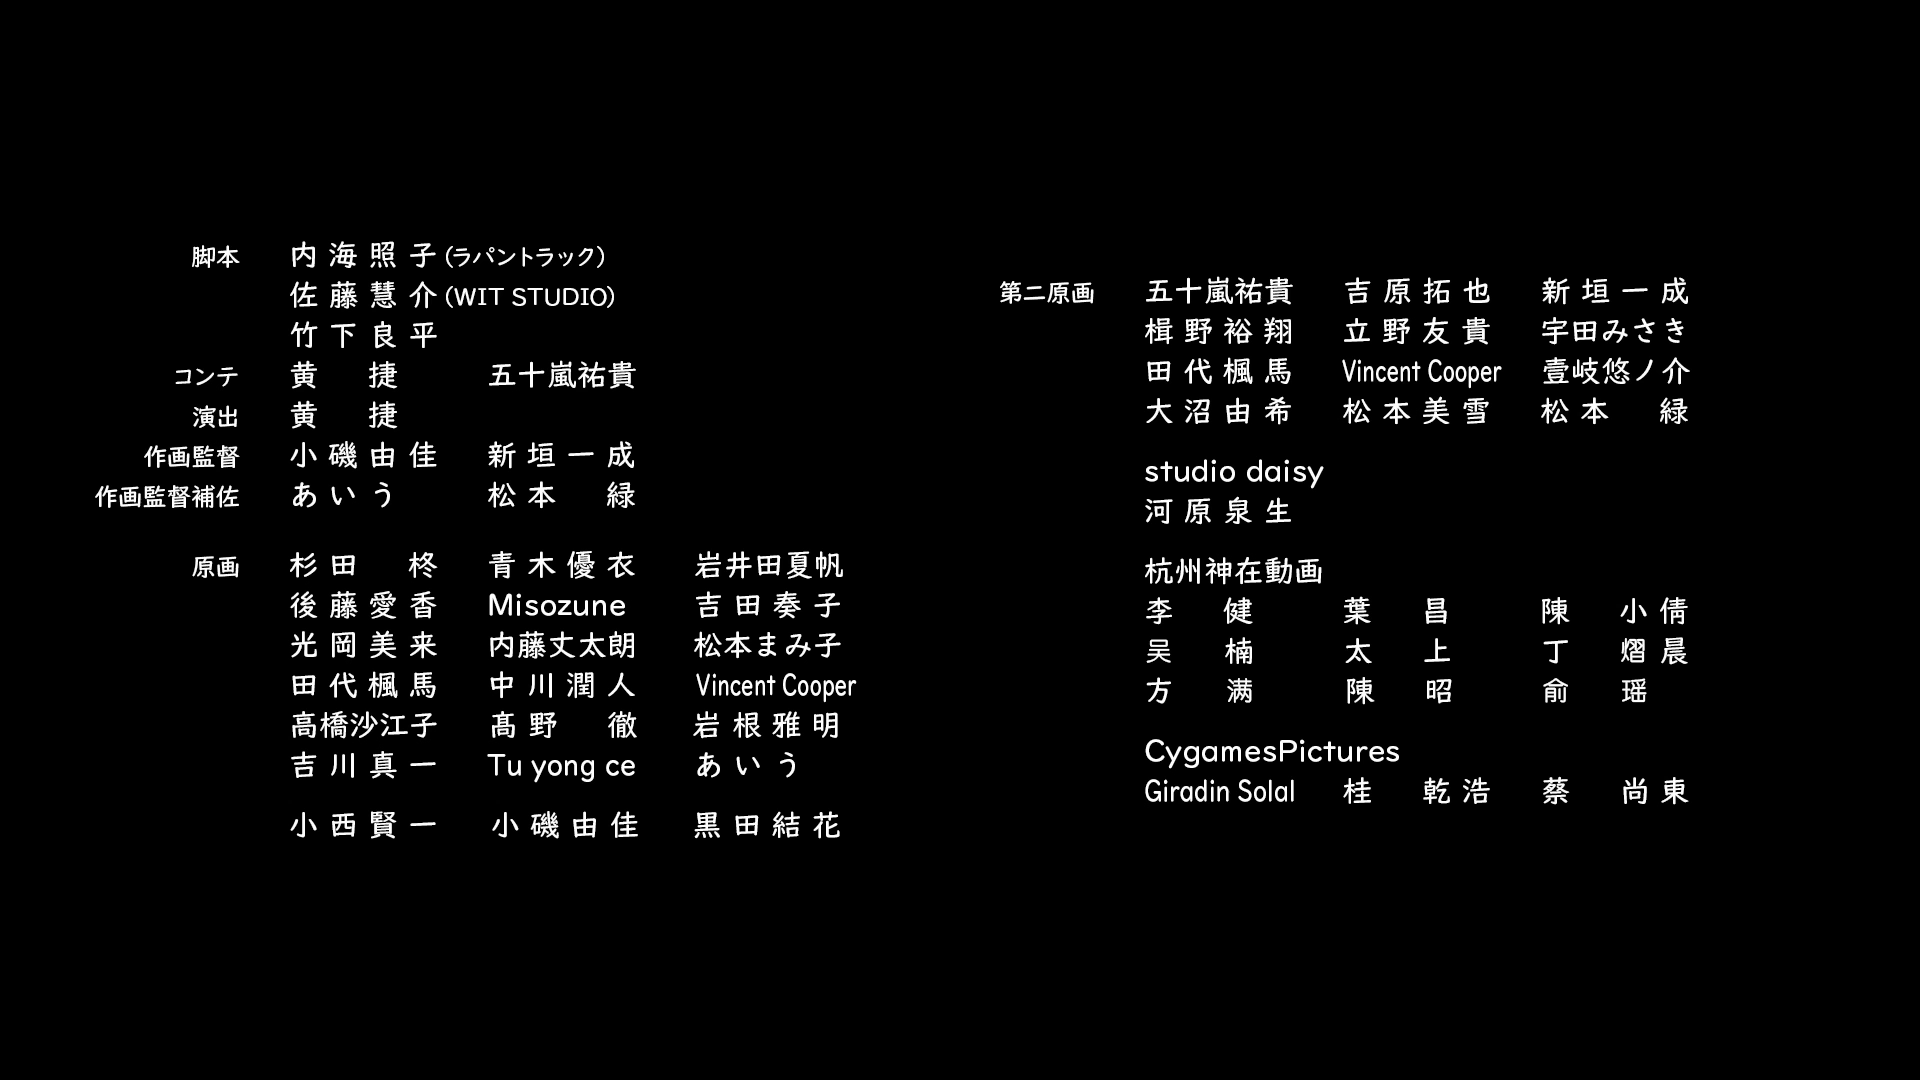 脚本 内海照子(ラパントラック)
佐藤慧介(WIT STUDIO)
竹下良平
コンテ 黄捷 五十嵐祐貴
演出 黄捷
作画監督 小磯由佳 新垣一成
作画監督補佐 あいう 松本緑
原画 杉田柊 青木優衣 岩井田夏帆
後藤愛香 Misozune 吉田奏子
光岡美来 内藤丈太朗 松本まみ子
田代楓馬 中川潤人 Vincent Cooper
高橋沙江子 髙野徹 岩根雅明
吉川真一 Tu yong ce あいう
小西賢一 小磯由佳 黒田結花
第二原画 五十嵐祐貴 吉原拓也 新垣一成
楫野裕翔 立野友貴 宇田みさき
田代楓馬 Vincent Cooper 壹岐悠ノ介
大沼由希 松本美雪 松本緑
studio daisy
河原泉生
杭州神在動画
李健 葉昌 陳小倩
吴楠 太上 丁熠晨
方满 陳昭 俞瑶
CygamesPictures
Giradin Solal 桂乾浩 蔡尚東